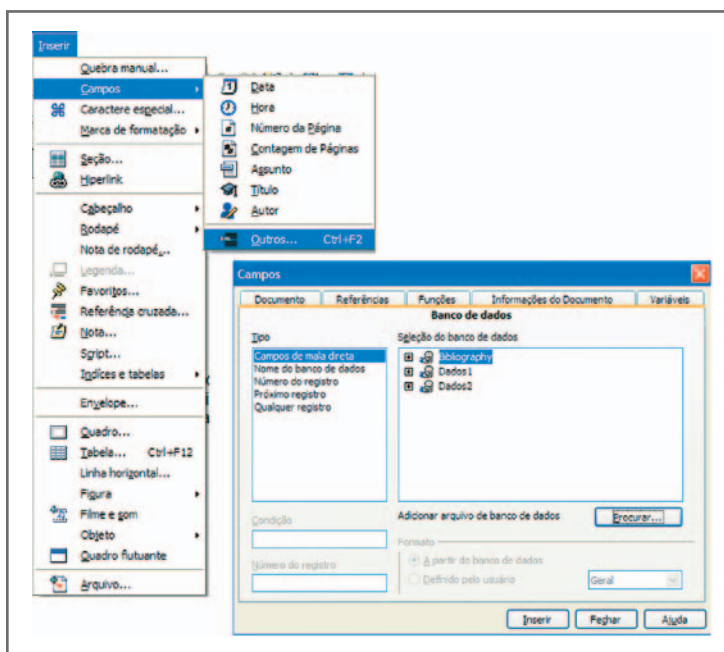 Inserir
Quebra manual...
Campos
Caractere especial...
Marca de formatação
Seção...
Hiperlink
Cabeçalho
Rodapé
Nota de rodapé...
Legenda...
Favoritos...
Referência cruzada...
Nota...
Script...
Índices e tabelas
Envelope...
Quadro...
Tabela... Ctrl+F12
Linha horizontal...
Figura
Filme e som
Objeto
Quadro flutuante
Arquivo...
Data
Hora
Número da Página
Contagem de Páginas
Assunto
Título
Autor
Outros... Ctrl+F2
Campos
Documento Referências Funções Informações do Documento Variáveis
Banco de dados
Tipo
Campos de mala direta
Nome do banco de dados
Número do registro
Próximo registro
Qualquer registro
Seleção do banco de dados
Bibliography
Dados1
Dados2
Condição
Número do registro
Adicionar arquivo de banco de dados Procurar...
Formato
A partir do banco de dados
Definido pelo usuário Geral
Inserir Fechar Ajuda